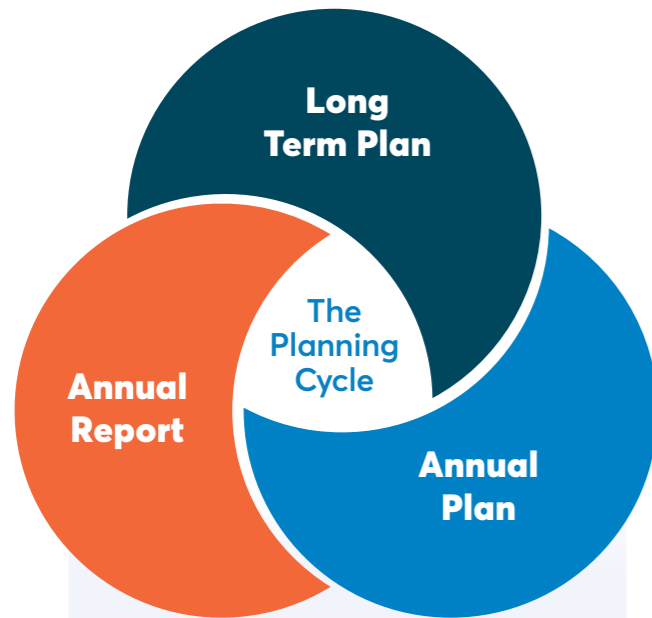 Long
Term Plan
The
Planning
Cycle
Annual
Report
Annual
Plan